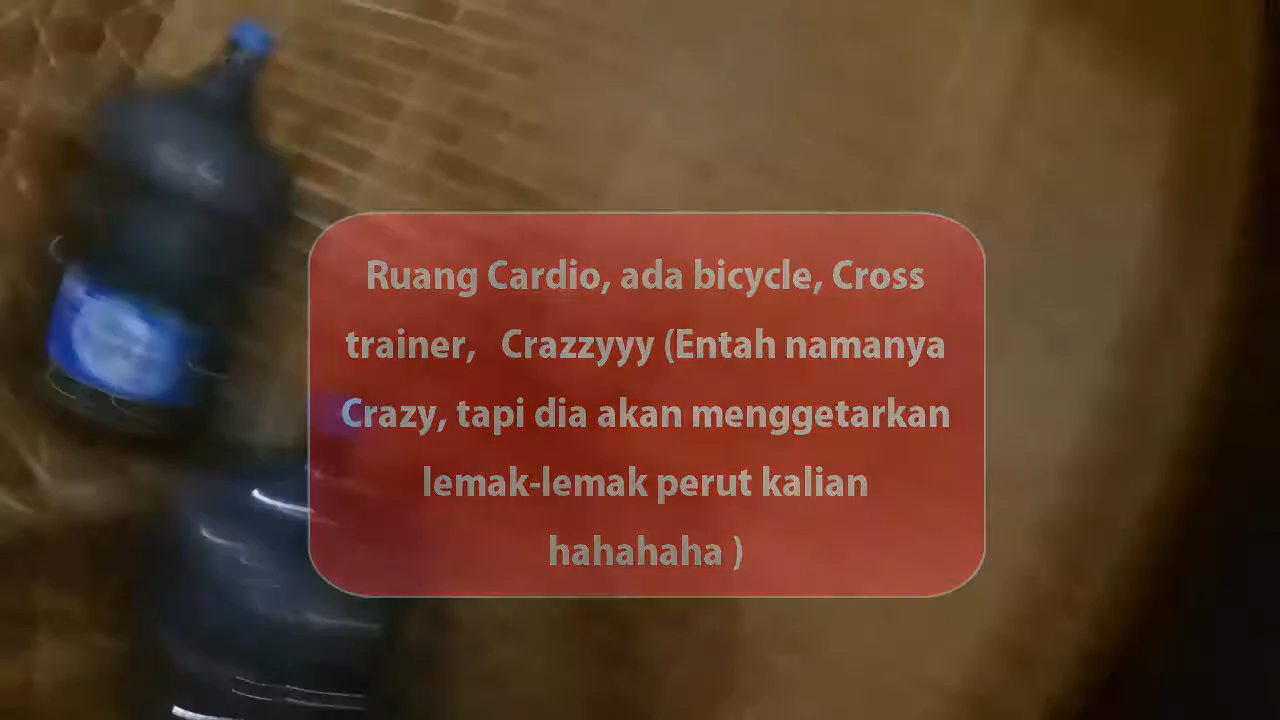 Ruang Cardio, ada bicycle, Cross
trainer, Crazzyyy (Entah namanya
Crazy, tapi dia akan menggetarkan
lemak-lemak perut kalian
hahahaha )